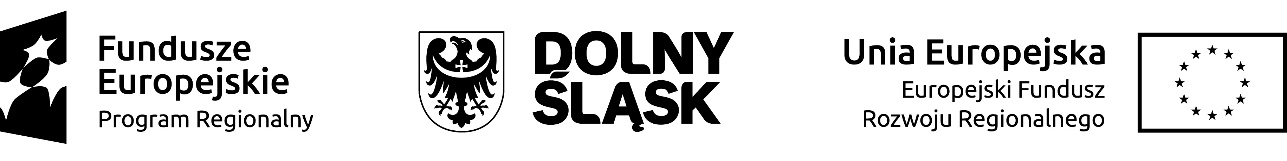 Fundusze
Europejskie
Program Regionalny
DOLNY
ŚLĄSK
Unia Europejska
Europejski Fundusz
Rozwoju Regionalnego